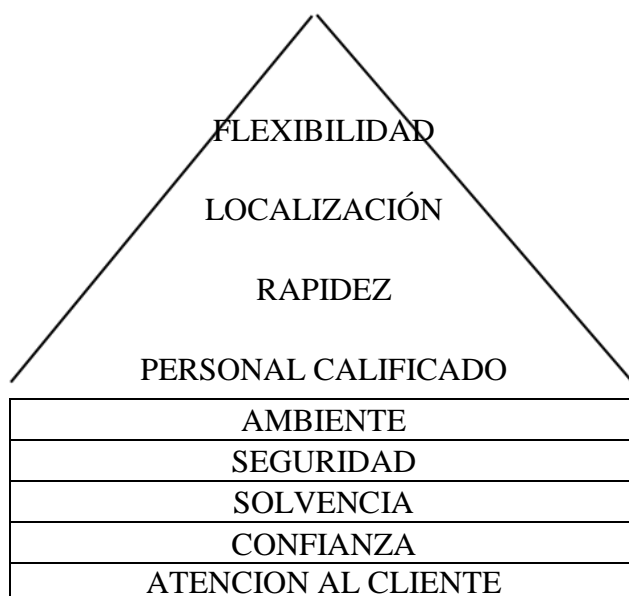 FLEXIBILIDAD
LOCALIZACIÓN
RAPIDEZ
PERSONAL CALIFICADO
AMBIENTE
SEGURIDAD
SOLVENCIA
CONFIANZA
ATENCION AL CLIENTE